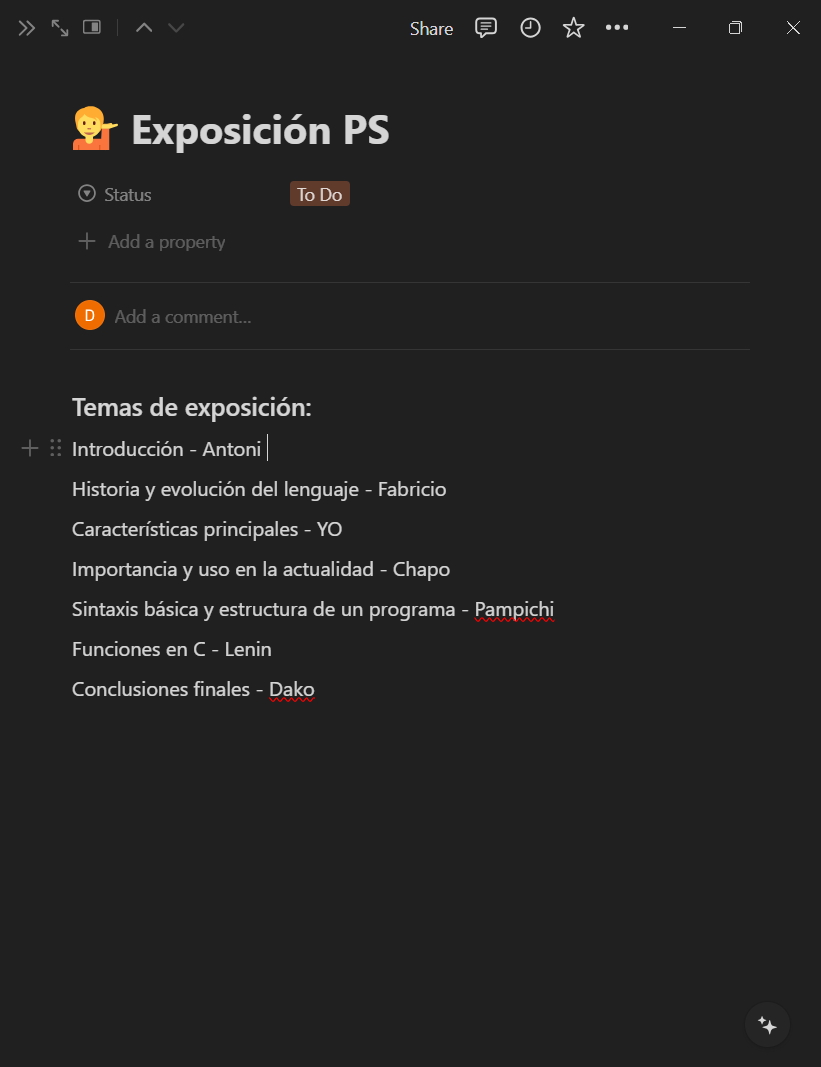 Share
Exposición PS
Status To Do
Add a property
D Add a comment...
Temas de exposición:
Introducción - Antoni
Historia y evolución del lenguaje - Fabricio
Características principales - YO
Importancia y uso en la actualidad - Chapo
Sintaxis básica y estructura de un programa - Pampichi
Funciones en C - Lenin
Conclusiones finales - Dako